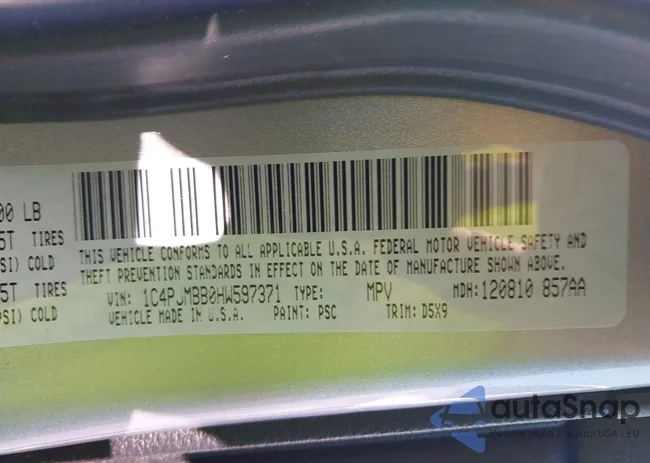 00 LB
5T TIRES
SI) COLD
5T TIRES
PSI) COLD
THIS VEHICLE CONFORMS TO ALL APPLICABLE U.S.A. FEDERAL MOTOR VEHICLE SAFETY AND
THEFT PREVENTION STANDARDS IN EFFECT ON THE DATE OF MANUFACTURE SHOWN ABOVE.
VIN: 1C4PJMBB0HW597371 TYPE: MPV MDH:120810 857AA
VEHICLE MADE IN U.S.A. PAINT: PSC TRIM: D5X9
autoSnap
USA - EU